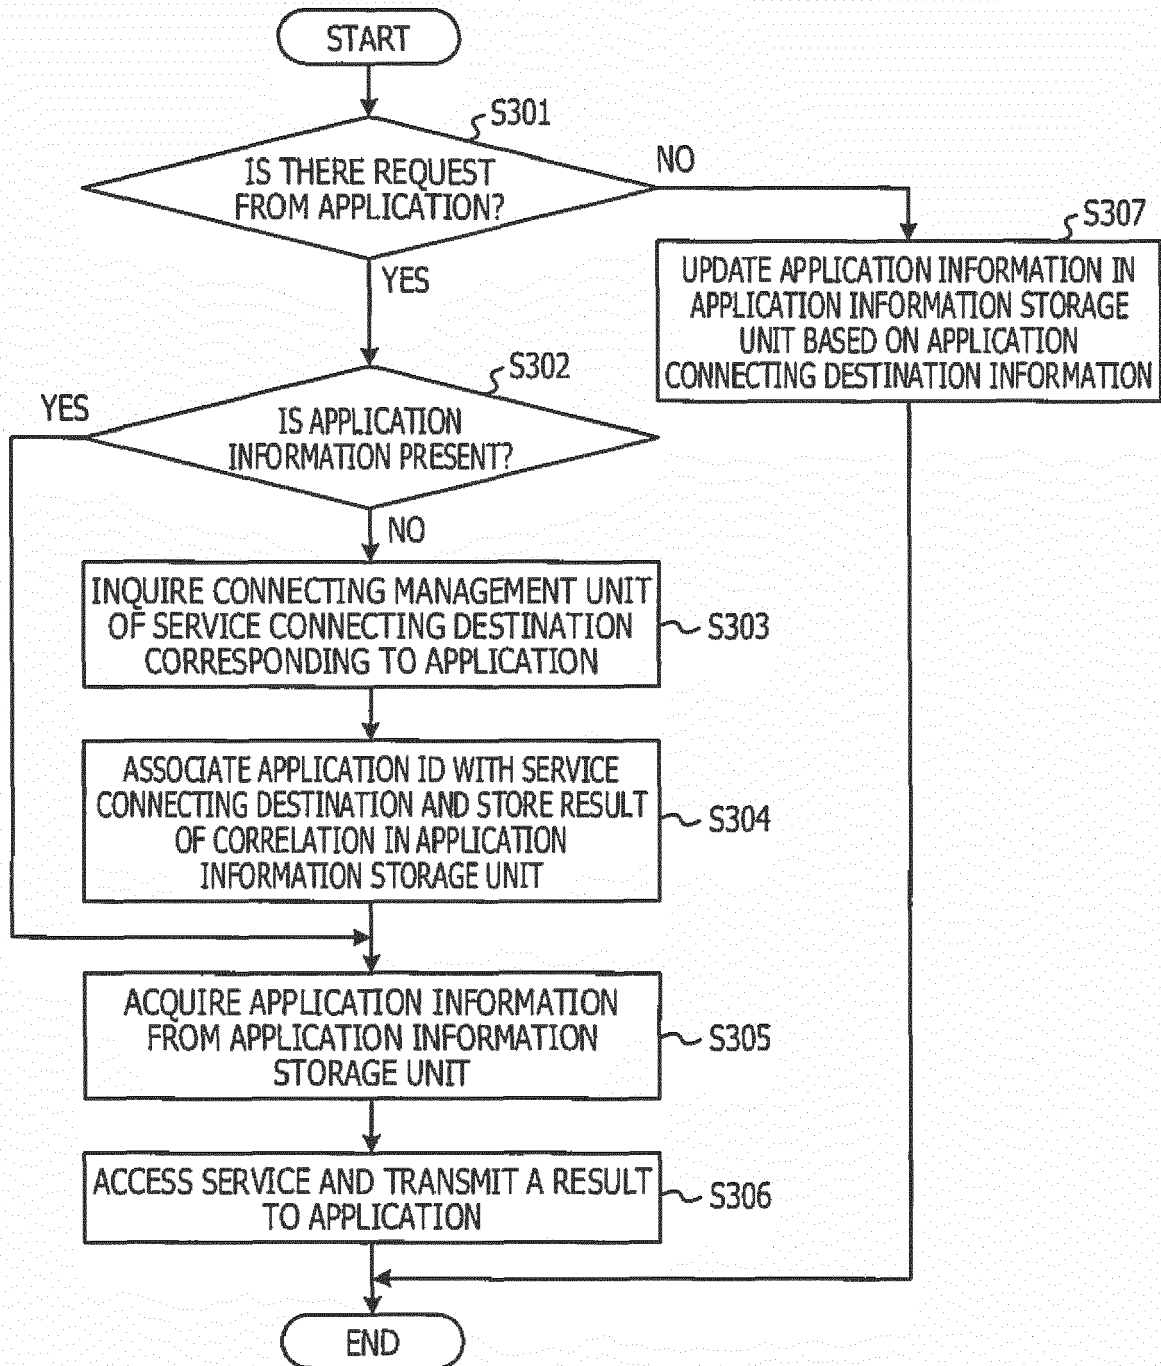 START
S301
IS THERE REQUEST
FROM APPLICATION?
NO
YES
S307
UPDATE APPLICATION INFORMATION IN
APPLICATION INFORMATION STORAGE
UNIT BASED ON APPLICATION
CONNECTING DESTINATION INFORMATION
S302
YES
IS APPLICATION
INFORMATION PRESENT?
NO
INQUIRE CONNECTING MANAGEMENT UNIT
OF SERVICE CONNECTING DESTINATION
CORRESPONDING TO APPLICATION
S303
ASSOCIATE APPLICATION ID WITH SERVICE
CONNECTING DESTINATION AND STORE RESULT
OF CORRELATION IN APPLICATION
INFORMATION STORAGE UNIT
S304
ACQUIRE APPLICATION INFORMATION
FROM APPLICATION INFORMATION
STORAGE UNIT
S305
ACCESS SERVICE AND TRANSMIT A RESULT
TO APPLICATION
S306
END